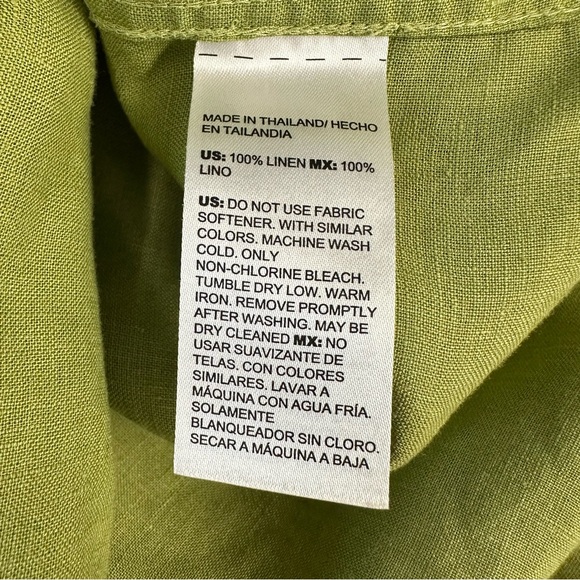 MADE IN THAILAND/ HECHO
EN TAILANDIA
US: 100% LINEN MX: 100%
LINO
US: DO NOT USE FABRIC
SOFTENER. WITH SIMILAR
COLORS. MACHINE WASH
COLD. ONLY
NON-CHLORINE BLEACH.
TUMBLE DRY LOW. WARM
IRON. REMOVE PROMPTLY
AFTER WASHING. MAY BE
DRY CLEANED MX: NO
USAR SUAVIZANTE DE
TELAS. CON COLORES
SIMILARES. LAVAR A
MÁQUINA CON AGUA FRÍA.
SOLAMENTE
BLANQUEADOR SIN CLORO.
SECAR A MÁQUINA A BAJA